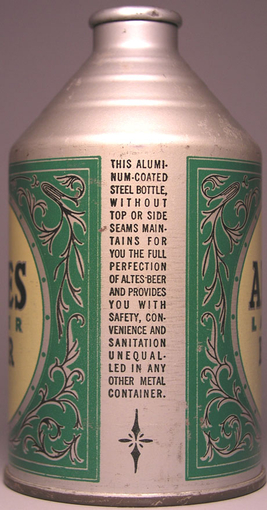 THIS ALUMI-
NUM-COATED
STEEL BOTTLE,
WITHOUT
TOP OR SIDE
SEAMS MAIN-
TAINS FOR
YOU THE FULL
PERFECTION
OF ALTES-BEER
AND PROVIDES
YOU WITH
SAFETY, CON-
VENIENCE AND
SANITATION
UNEQUAL-
LED IN ANY
OTHER METAL
CONTAINER.